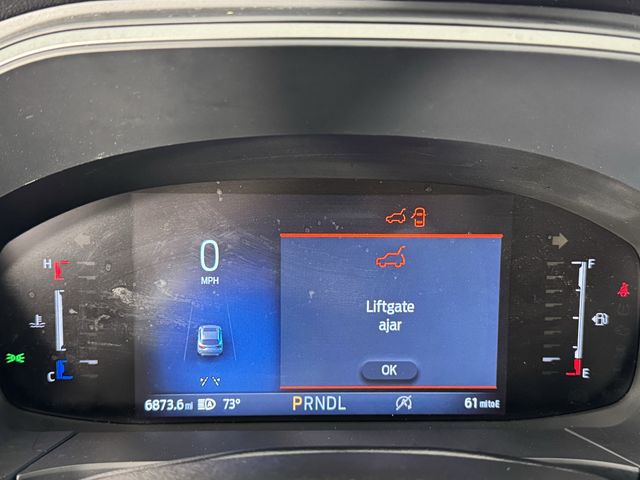 0
MPH
H
C
Liftgate
ajar
OK
F
E
6873.6 mi
A
73°
PRNDL
A
61 mi to E